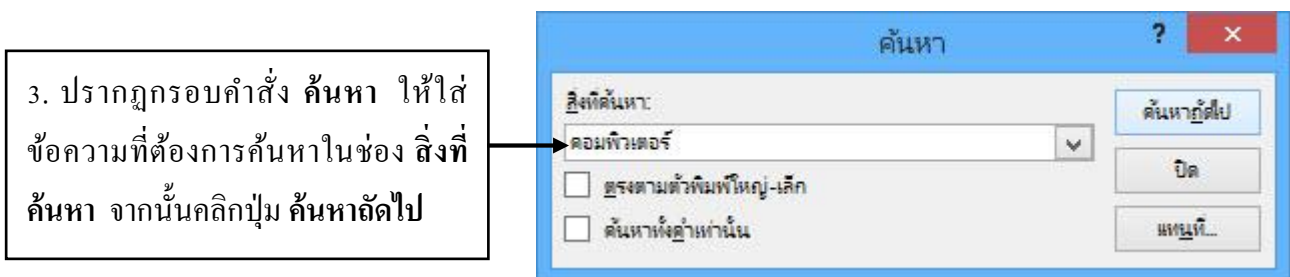 3. ปรากฏกรอบคำสั่ง ค้นหา ให้ใส่
ข้อความที่ต้องการค้นหาในช่อง สิ่งที่
ค้นหา จากนั้นคลิกปุ่ม ค้นหาถัดไป
ค้นหา
?
×
สิ่งที่ค้นหา:
คอมพิวเตอร์
ตรงตามตัวพิมพ์ใหญ่-เล็ก
ค้นหาทั้งคำเท่านั้น
ค้นหาถัดไป
ปิด
แทนที่...